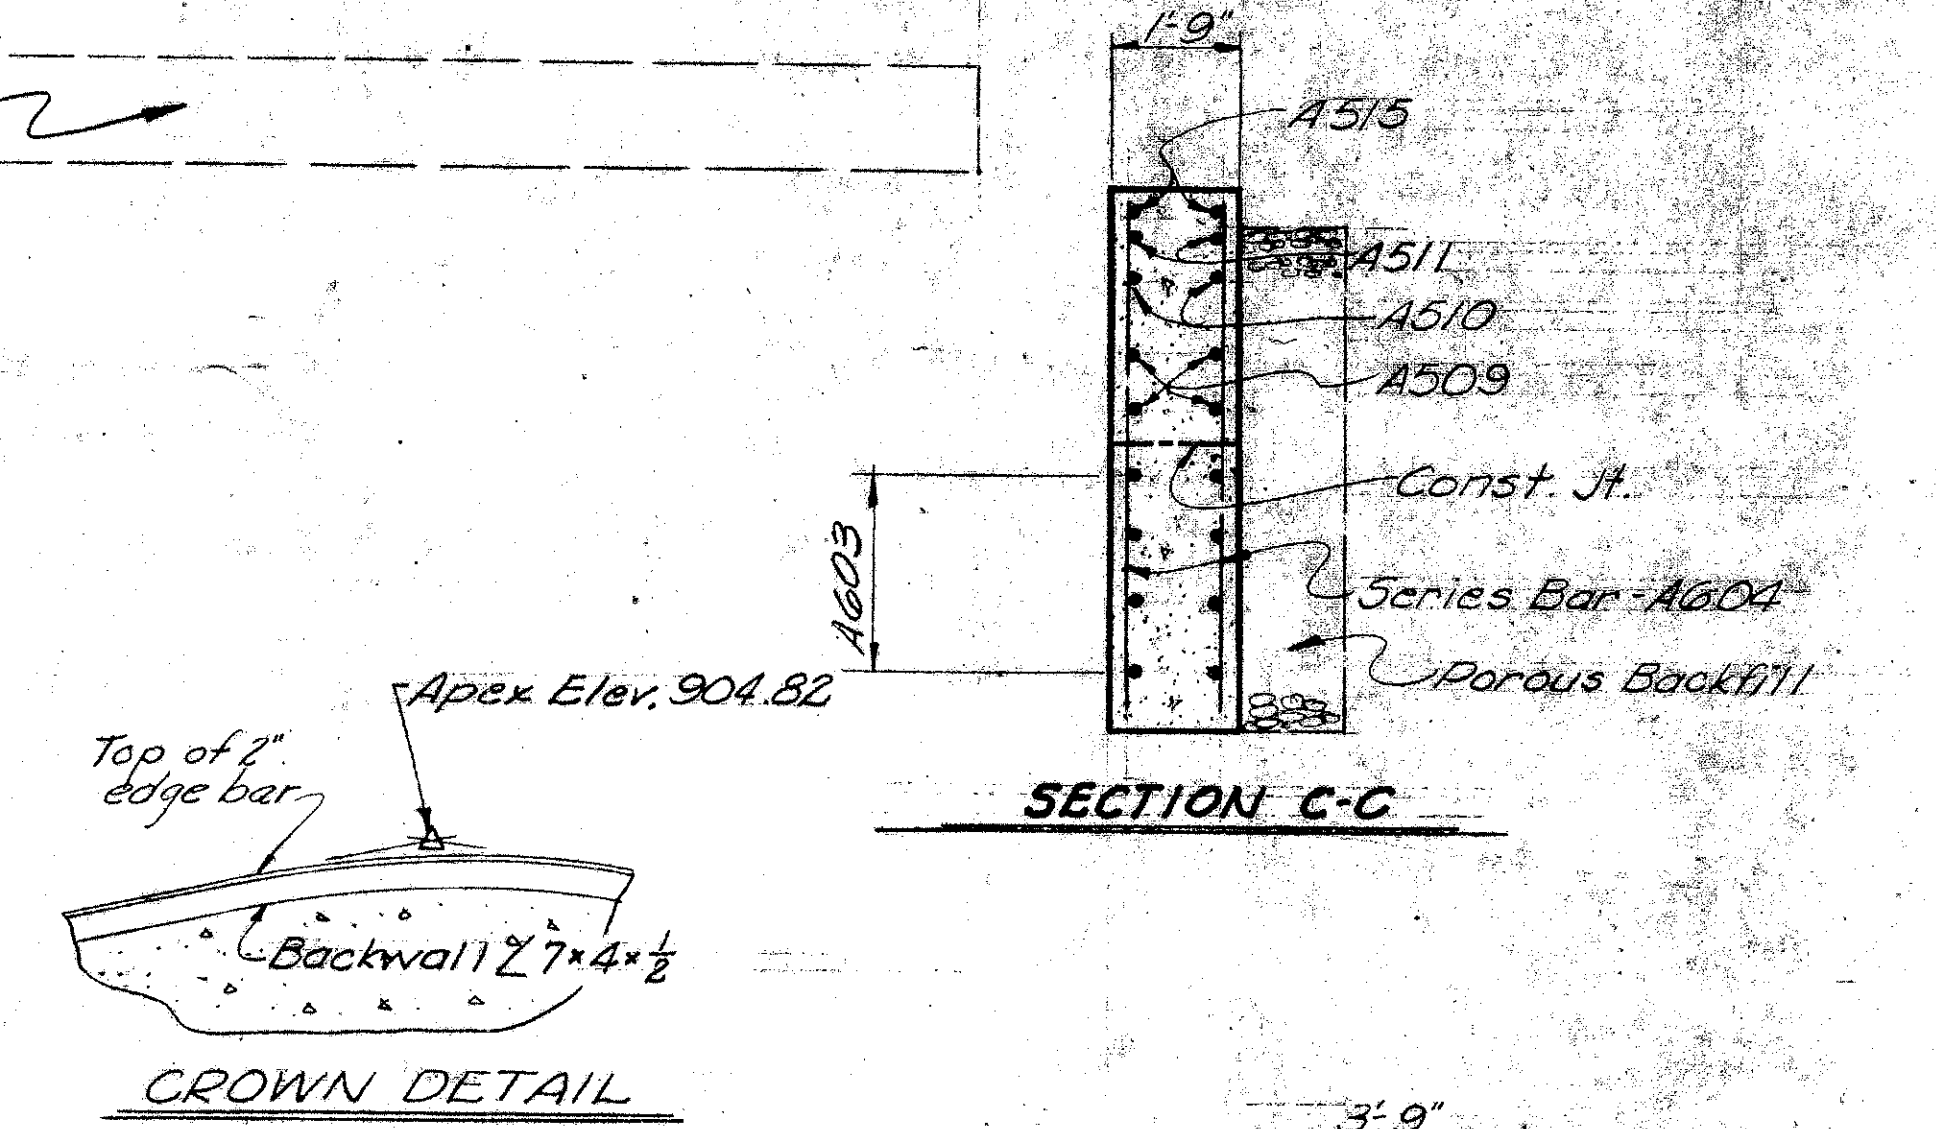 1'-9"
A515
A511
A510
A509
Const. Jt.
A603
Series Bar-A604
Porous Backfill
Apex Elev. 904.82
Top of 2"
edge bar
SECTION C-C
Backwall ∠ 7×4×1/2
CROWN DETAIL
3'-9"